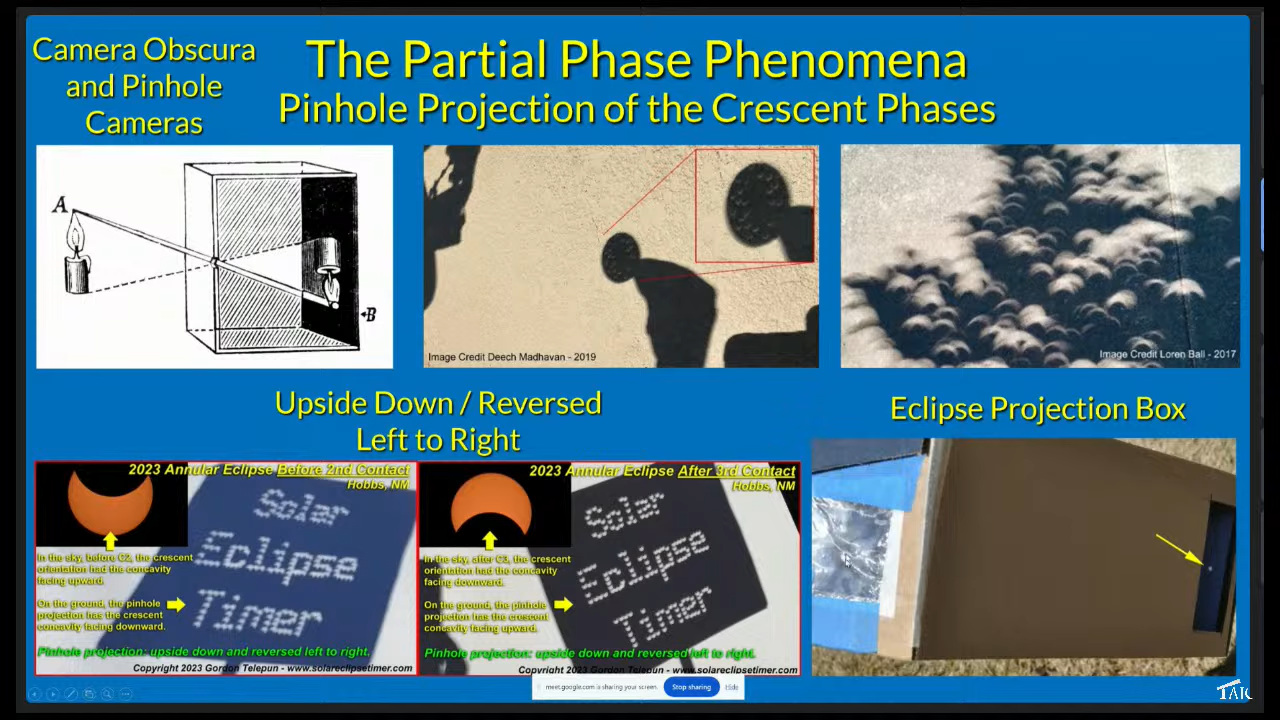 Camera Obscura
and Pinhole
Cameras
The Partial Phase Phenomena
Pinhole Projection of the Crescent Phases
A
B
Image Credit Deech Madhavan - 2019
Image Credit Loren Ball - 2017
Upside Down / Reversed
Left to Right
Eclipse Projection Box
2023 Annular Eclipse Before 2nd Contact
Hobbs, NM
In the sky, before C2, the crescent
orientation had the concavity
facing upward.
On the ground, the pinhole
projection has the crescent
concavity facing downward.
Solar
Eclipse
Timer
Pinhole projection: upside down and reversed left to right.
Copyright 2023 Gordon Telepun - www.solareclipsetimer.com
2023 Annular Eclipse After 3rd Contact
Hobbs, NM
In the sky, after C3, the crescent
orientation had the concavity
facing downward.
On the ground, the pinhole
projection has the crescent
concavity facing upward.
Solar
Eclipse
Timer
Pinhole projection: upside down and reversed left to right.
Copyright 2023 Gordon Telepun - www.solareclipsetimer.com
meet.google.com is sharing your screen.
Stop sharing
Hide